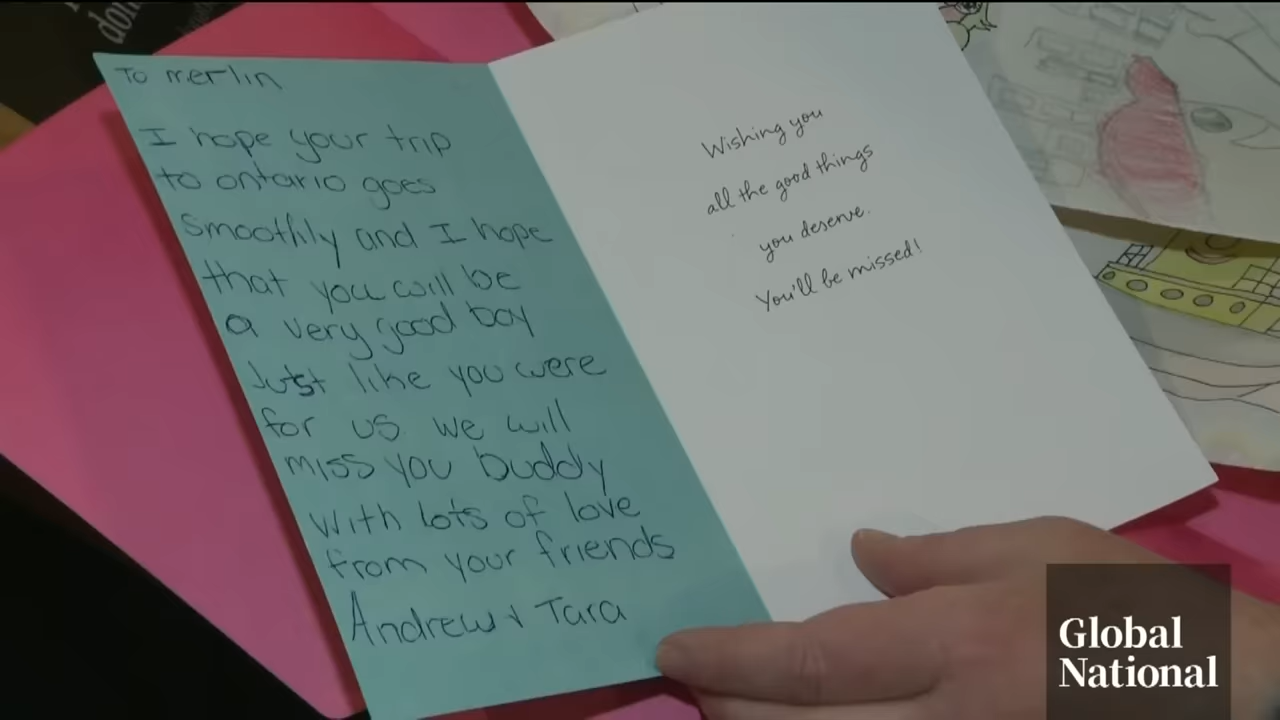 To merlin
I hope your trip
to ontario goes
smoothly and I hope
that you will be
a very good boy
Just like you were
for us we will
miss you buddy
with lots of love
from your friends
Andrew + Tara
Wishing you
all the good things
you deserve.
You'll be missed!
Global
National